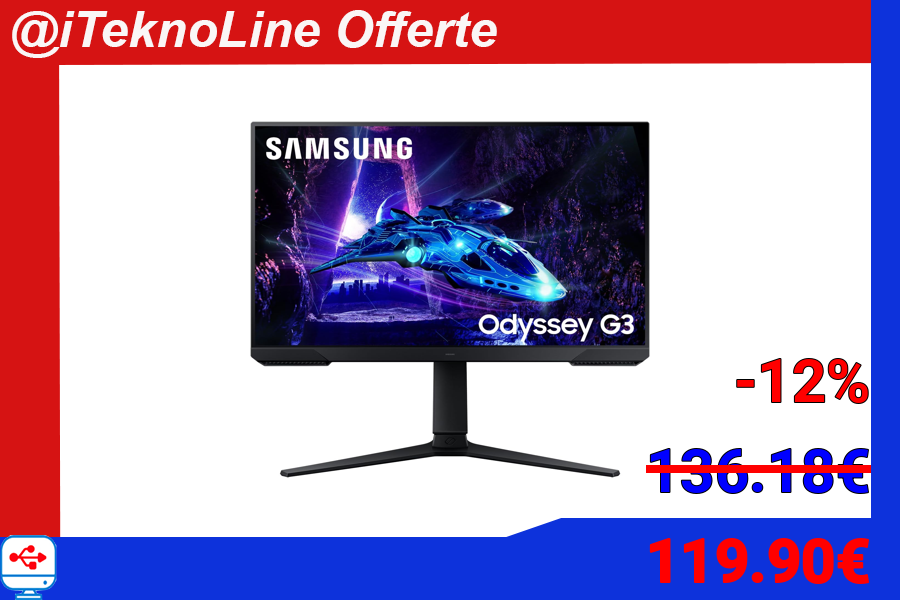 @iTeknoLine Offerte
SAMSUNG
Odyssey G3
-12%
136.18€
119.90€